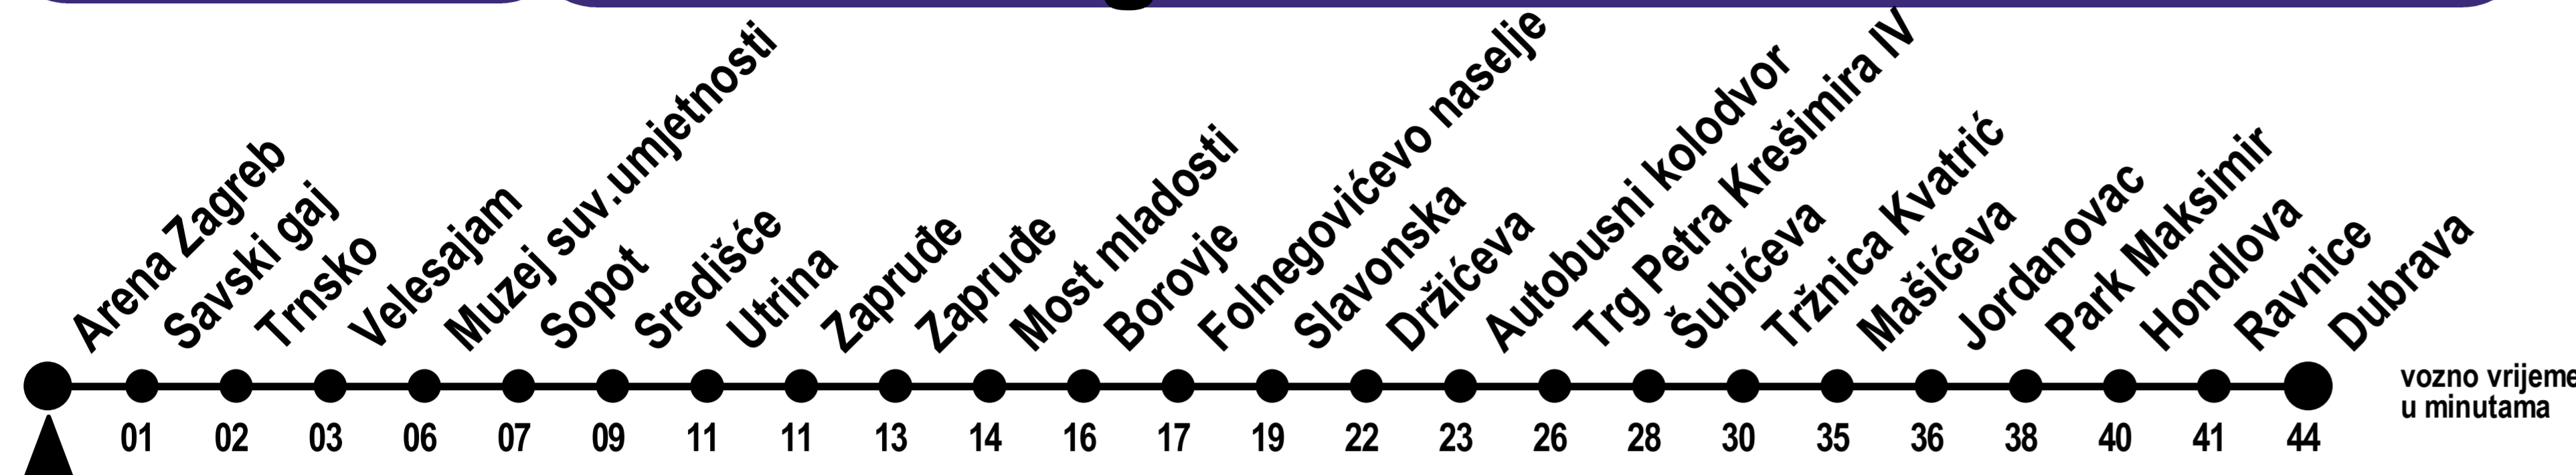 Arena Zagreb
Savski gaj
Trnsko
Velesajam
Muzej suv.umjetnosti
Sopot
Središće
Utrina
Zapruđe
Zapruđe
Most mladosti
Borovje
Folnegovićevo naselje
Slavonska
Držićeva
Autobusni kolodvor
Trg Petra Krešimira IV
Šubićeva
Tržnica Kvatrić
Mašićeva
Jordanovac
Park Maksimir
Hondlova
Ravnice
Dubrava
01 02 03 06 07 09 11 11 13 14 16 17 19 22 23 26 28 30 35 36 38 40 41 44
vozno vrijeme
u minutama